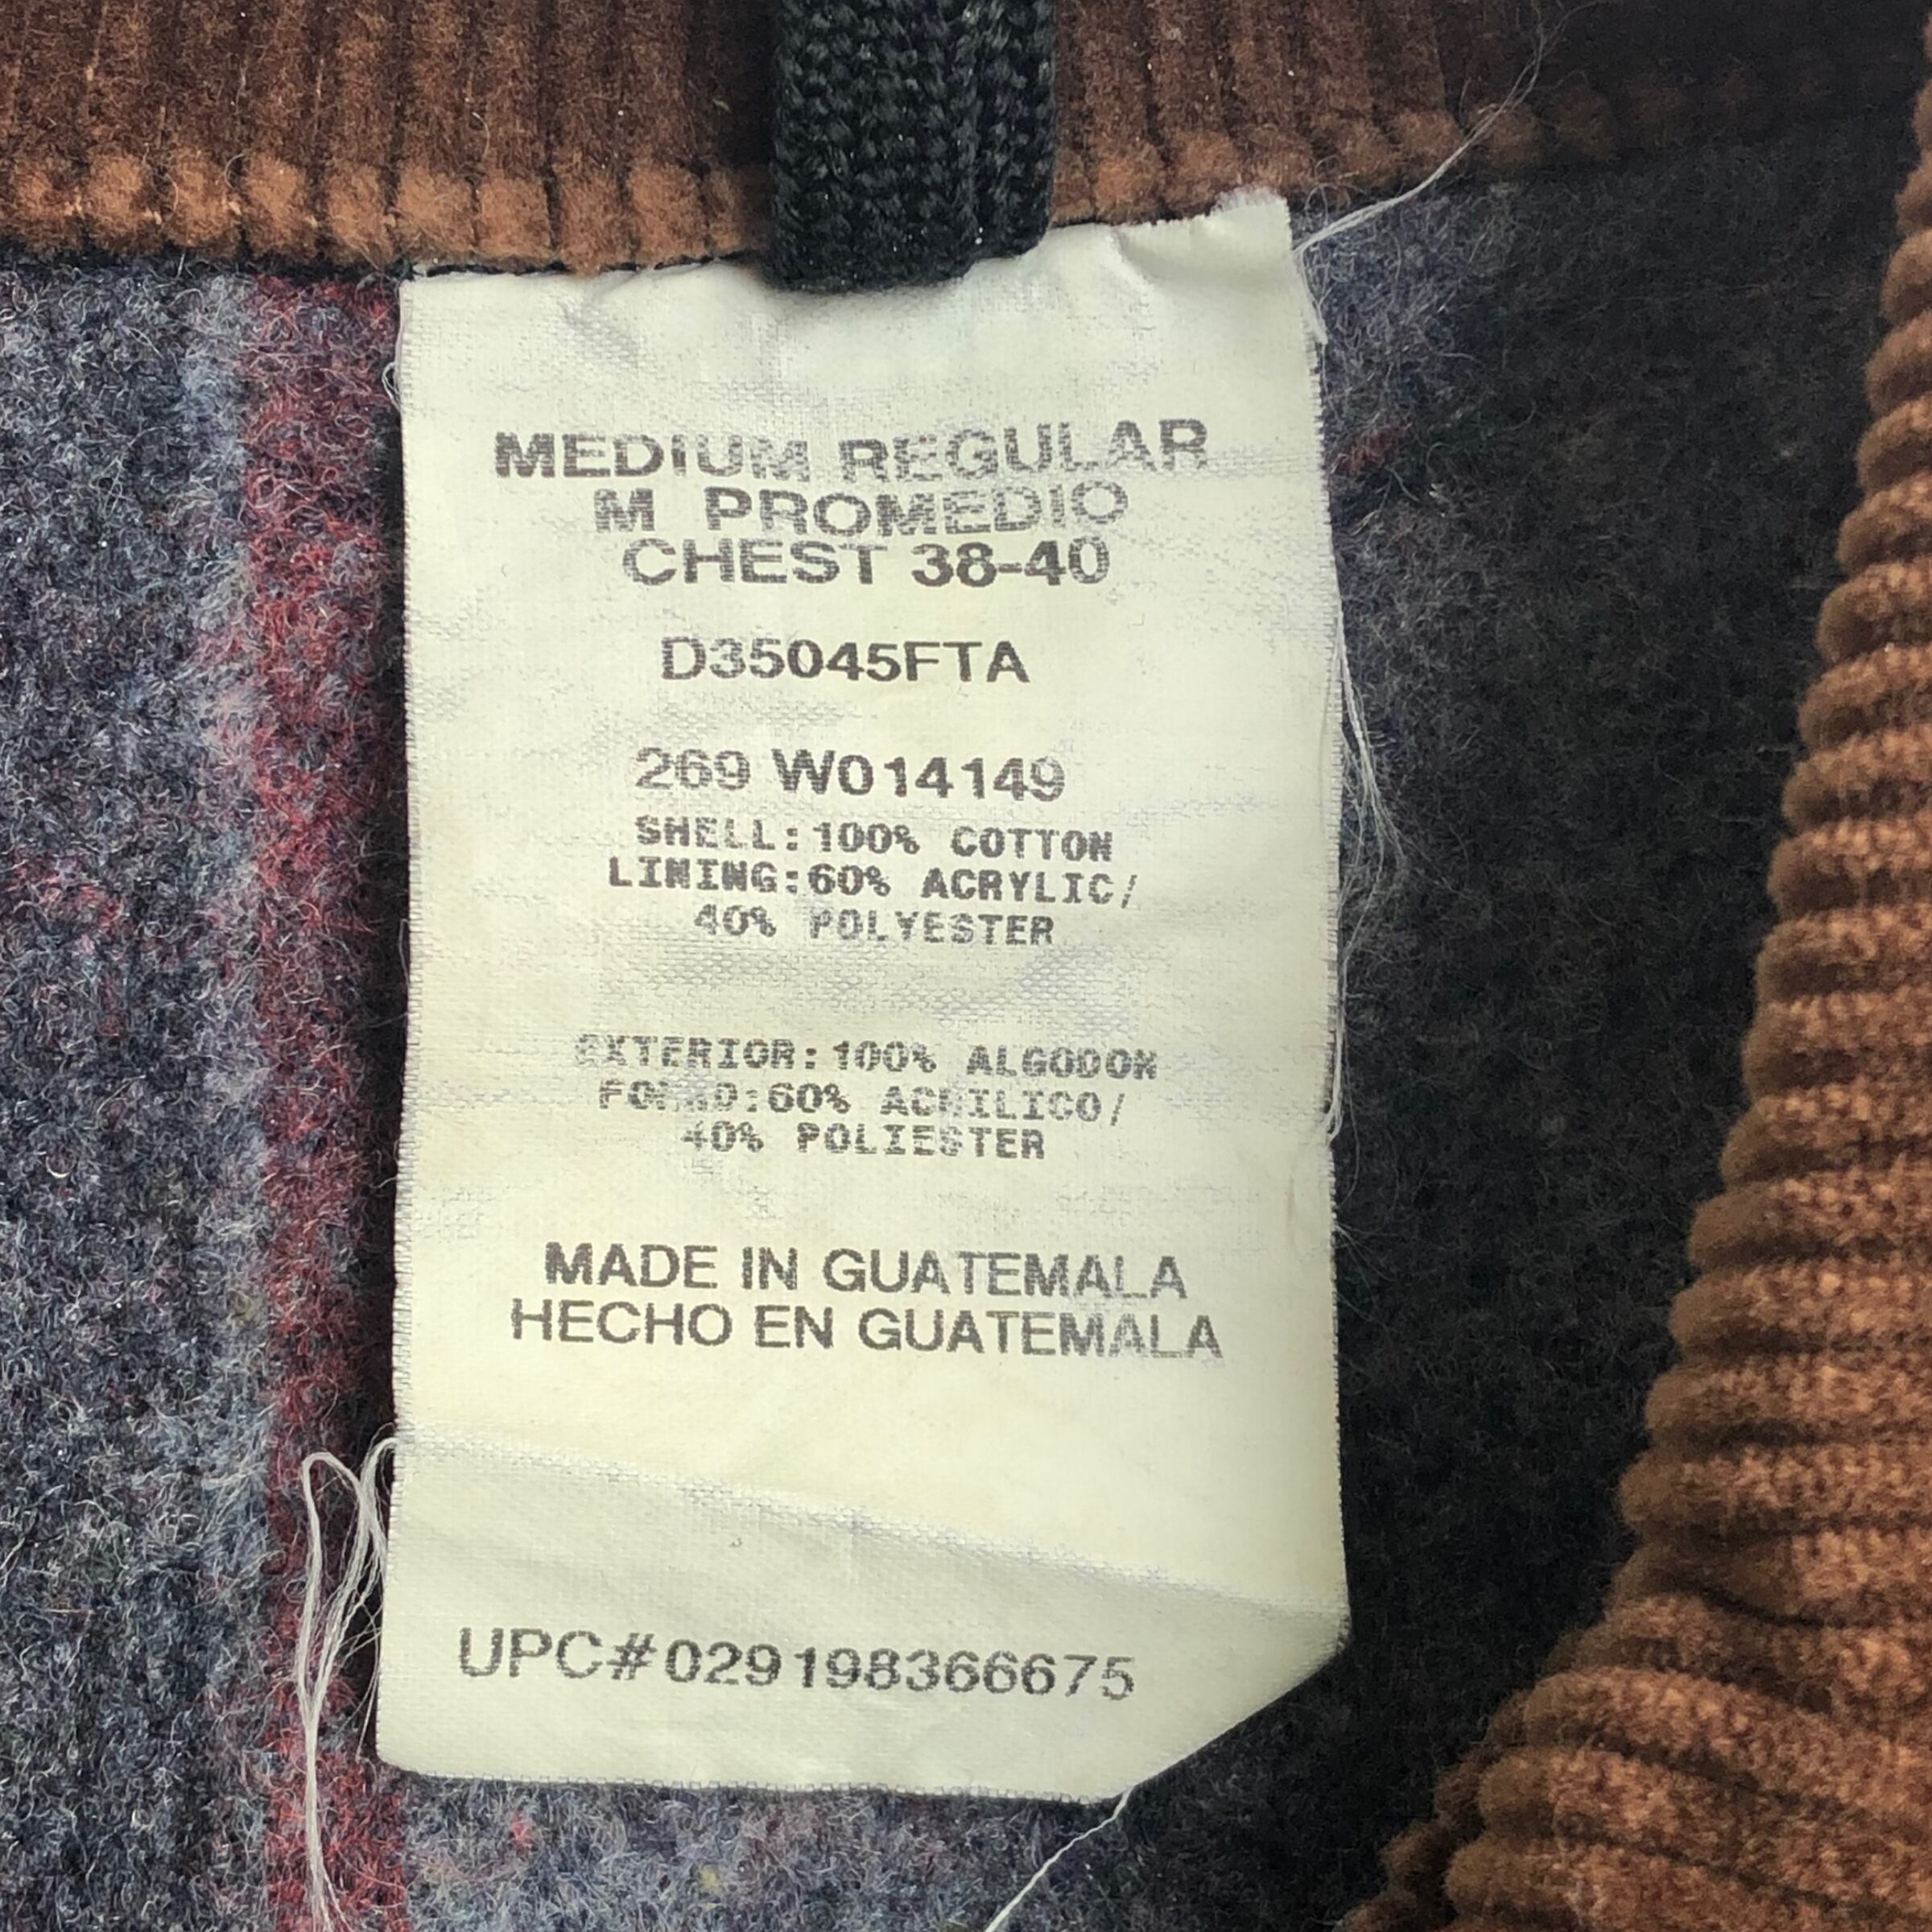 MEDIUM REGULAR
M PROMEDIO
CHEST 38-40
D35045FTA
269 W014149
SHELL:100% COTTON
LINING:60% ACRYLIC/
40% POLYESTER
EXTERIOR:100% ALGODON
FORRO:60% ACRILICO/
40% POLIESTER
MADE IN GUATEMALA
HECHO EN GUATEMALA
UPC#029198366675